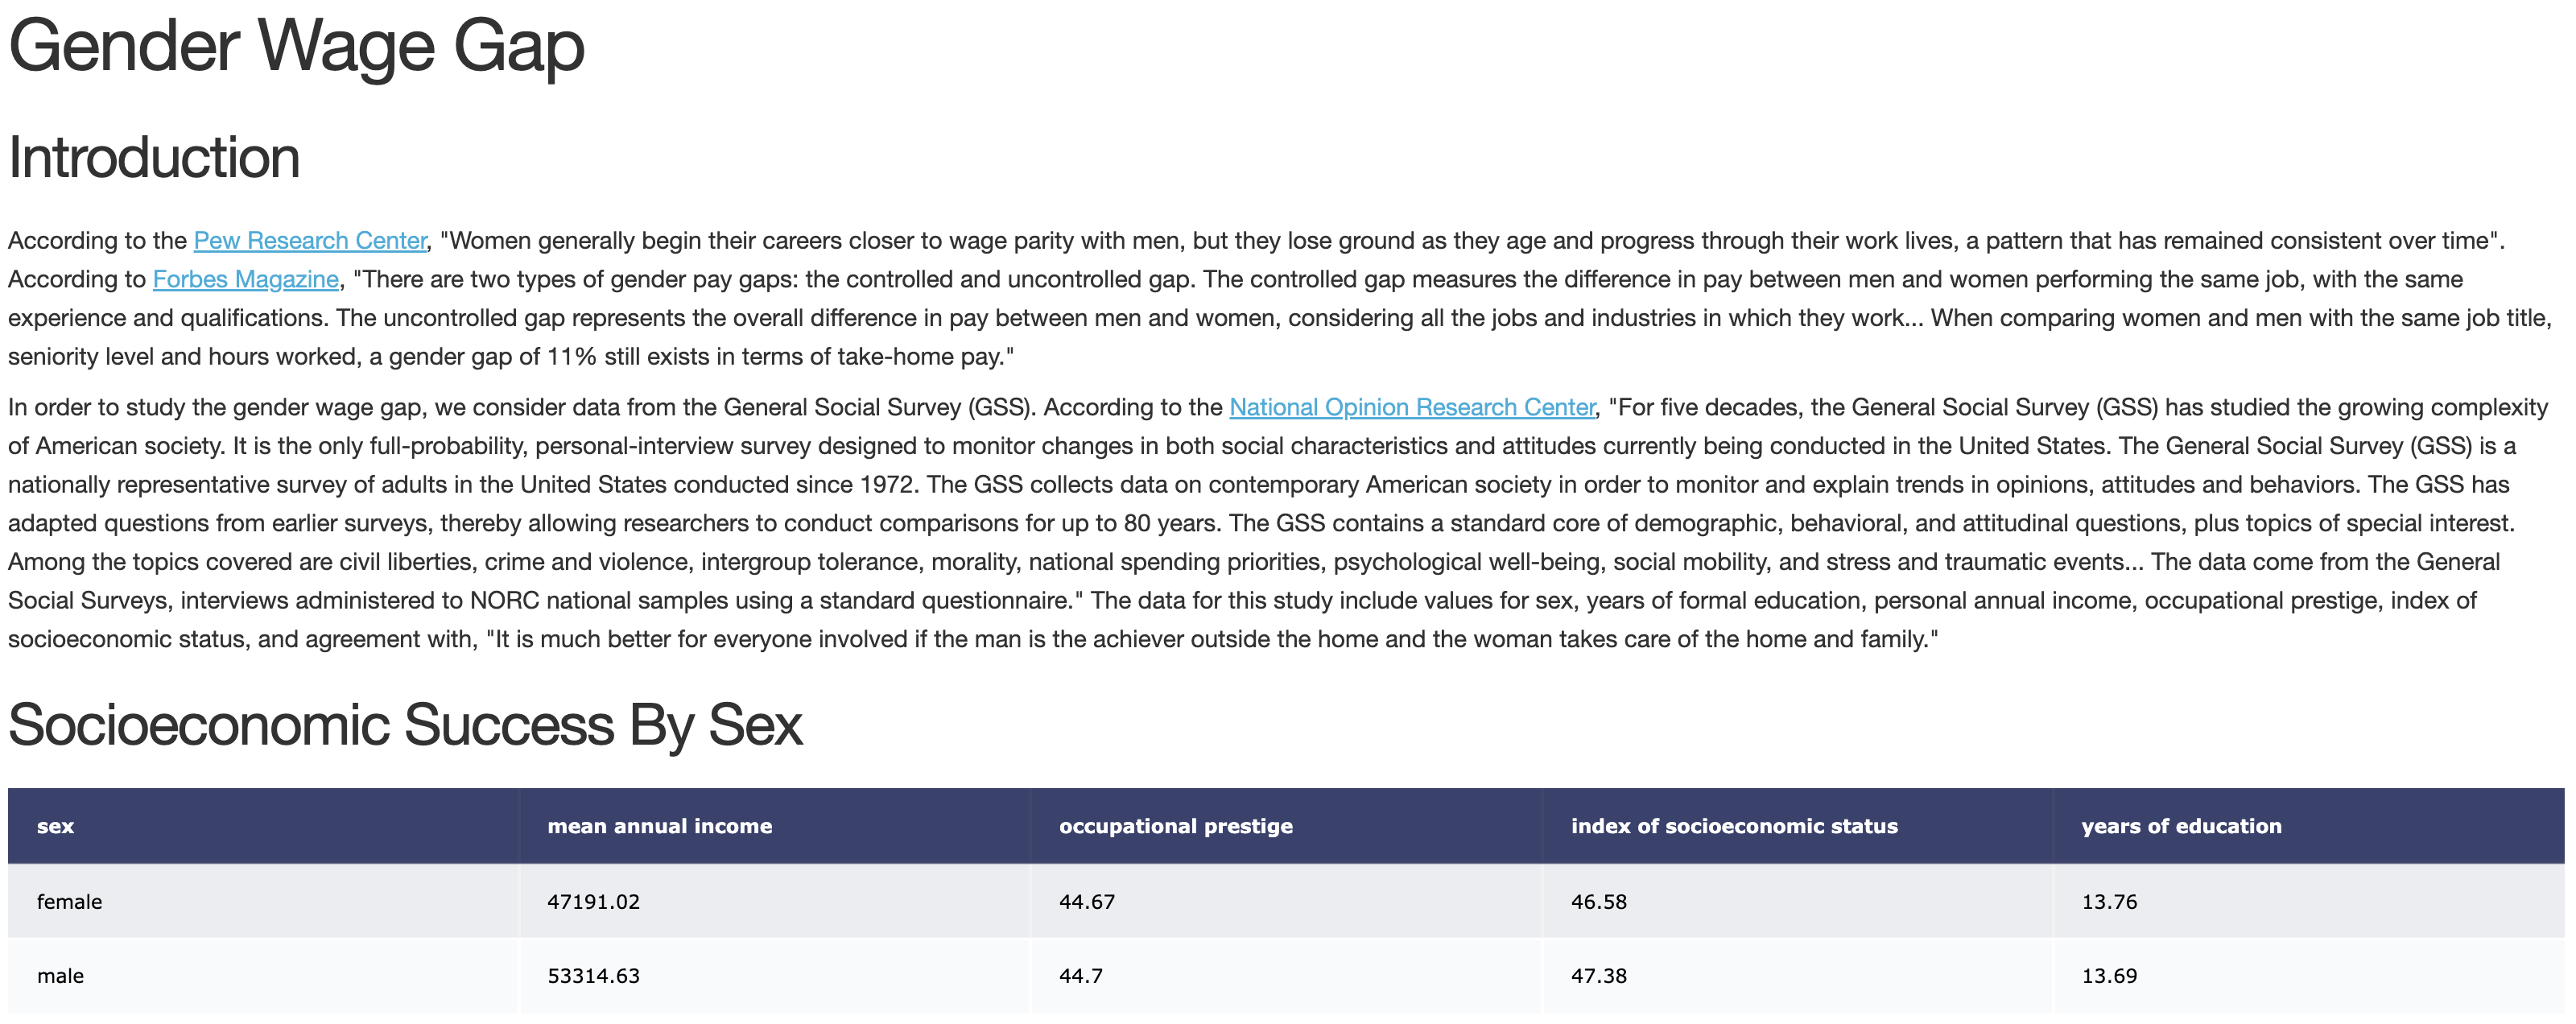 Gender Wage Gap
Introduction
According to the Pew Research Center, "Women generally begin their careers closer to wage parity with men, but they lose ground as they age and progress through their work lives, a pattern that has remained consistent over time".
According to Forbes Magazine, "There are two types of gender pay gaps: the controlled and uncontrolled gap. The controlled gap measures the difference in pay between men and women performing the same job, with the same
experience and qualifications. The uncontrolled gap represents the overall difference in pay between men and women, considering all the jobs and industries in which they work... When comparing women and men with the same job title,
seniority level and hours worked, a gender gap of 11% still exists in terms of take-home pay."
In order to study the gender wage gap, we consider data from the General Social Survey (GSS). According to the National Opinion Research Center, "For five decades, the General Social Survey (GSS) has studied the growing complexity
of American society. It is the only full-probability, personal-interview survey designed to monitor changes in both social characteristics and attitudes currently being conducted in the United States. The General Social Survey (GSS) is a
nationally representative survey of adults in the United States conducted since 1972. The GSS collects data on contemporary American society in order to monitor and explain trends in opinions, attitudes and behaviors. The GSS has
adapted questions from earlier surveys, thereby allowing researchers to conduct comparisons for up to 80 years. The GSS contains a standard core of demographic, behavioral, and attitudinal questions, plus topics of special interest.
Among the topics covered are civil liberties, crime and violence, intergroup tolerance, morality, national spending priorities, psychological well-being, social mobility, and stress and traumatic events... The data come from the General
Social Surveys, interviews administered to NORC national samples using a standard questionnaire." The data for this study include values for sex, years of formal education, personal annual income, occupational prestige, index of
socioeconomic status, and agreement with, "It is much better for everyone involved if the man is the achiever outside the home and the woman takes care of the home and family."
Socioeconomic Success By Sex
sex mean annual income occupational prestige index of socioeconomic status years of education
female 47191.02 44.67 46.58 13.76
male 53314.63 44.7 47.38 13.69